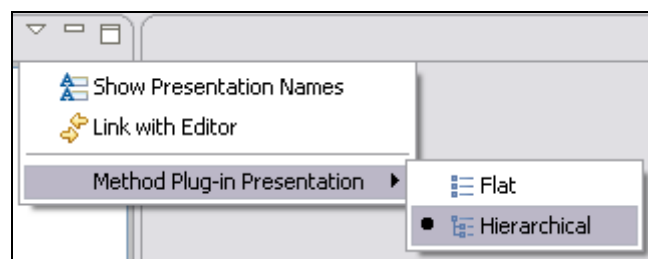 Show Presentation Names
Link with Editor
Method Plug-in Presentation
Flat
Hierarchical